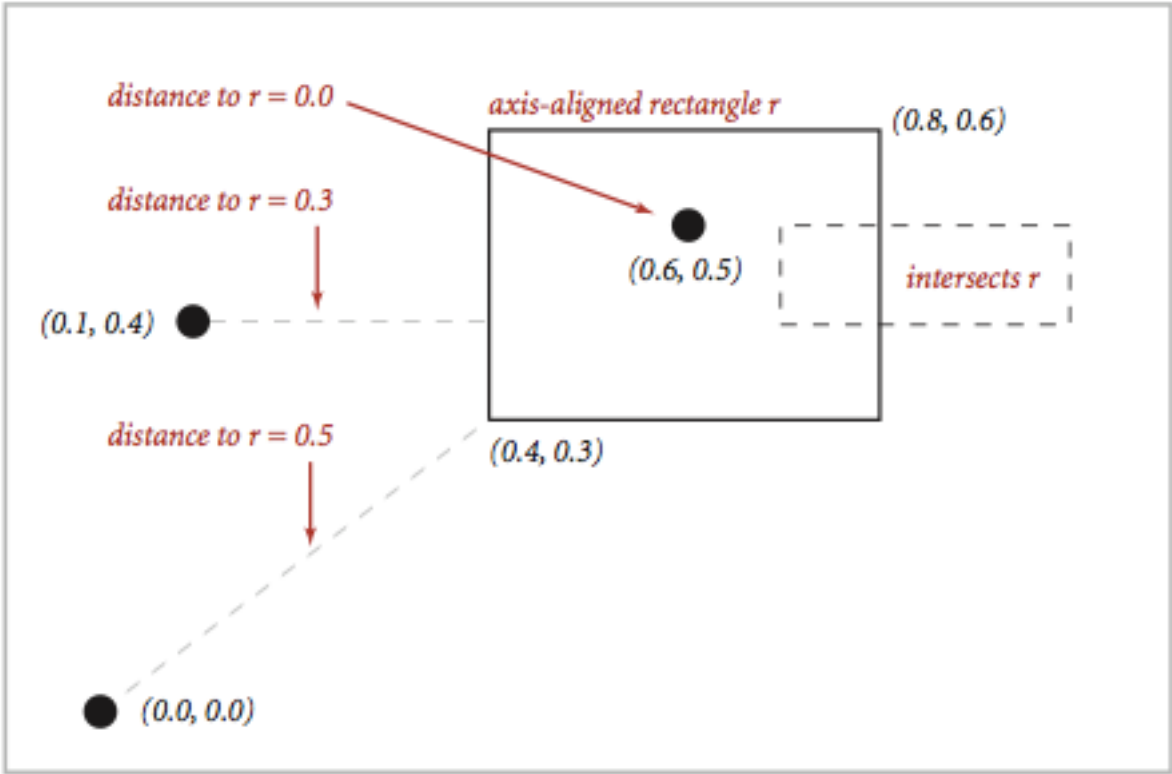 distance to r = 0.0
axis-aligned rectangle r
(0.8, 0.6)
distance to r = 0.3
(0.6, 0.5)
intersects r
(0.1, 0.4)
distance to r = 0.5
(0.4, 0.3)
(0.0, 0.0)